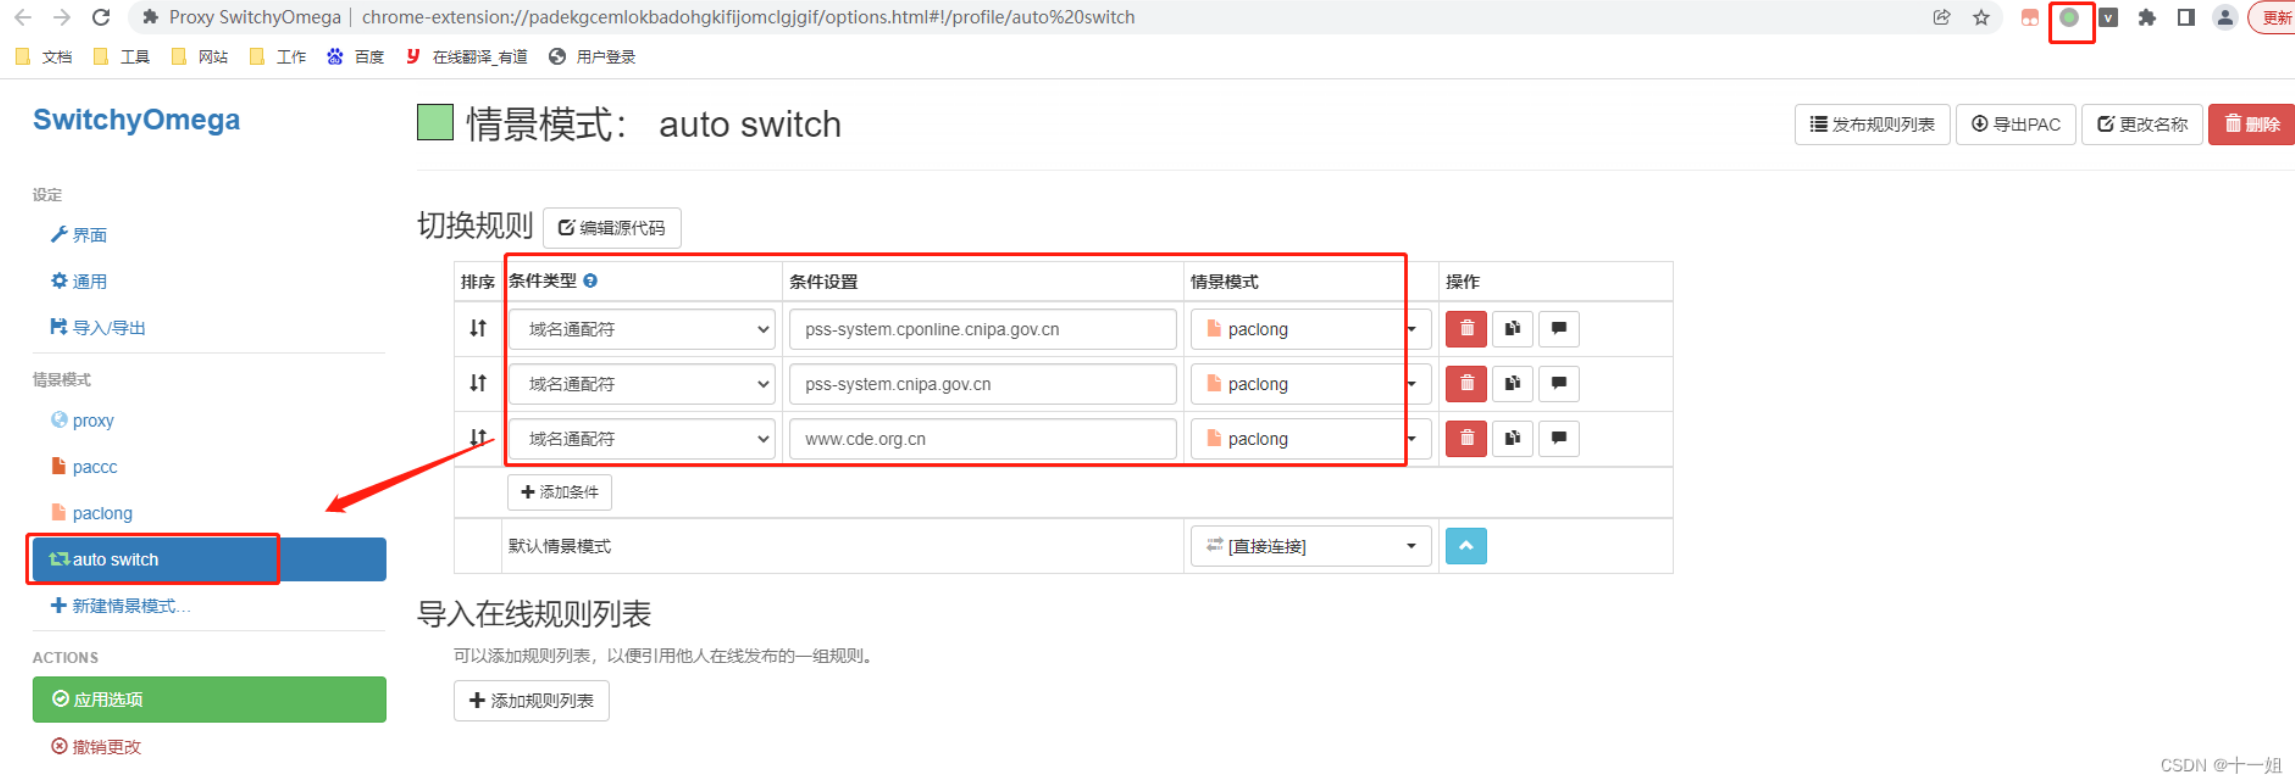 Proxy SwitchyOmega | chrome-extension://padekgcemlokbadohgkifijomclgjgif/options.html#!/profile/auto%20switch
更新
文档 工具 网站 工作 百度 在线翻译_有道 用户登录
SwitchyOmega
情景模式： auto switch
发布规则列表 导出PAC 更改名称 删除
设定
界面
通用
导入/导出
情景模式
proxy
paccc
paclong
auto switch
新建情景模式...
ACTIONS
应用选项
撤销更改
切换规则 编辑源代码
排序 条件类型 条件设置 情景模式 操作
域名通配符 pss-system.cponline.cnipa.gov.cn paclong
域名通配符 pss-system.cnipa.gov.cn paclong
域名通配符 www.cde.org.cn paclong
添加条件
默认情景模式 [直接连接]
导入在线规则列表
可以添加规则列表，以便引用他人在线发布的一组规则。
添加规则列表
CSDN @十一姐